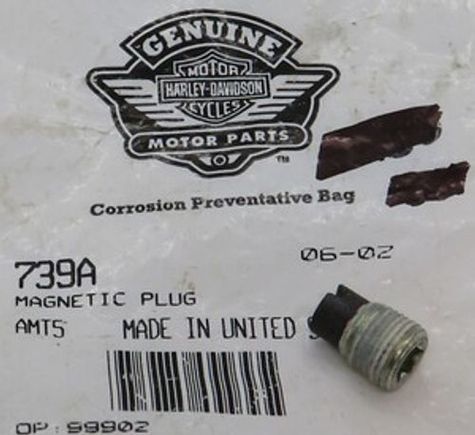 GENUINE
MOTOR
HARLEY-DAVIDSON
CYCLES
MOTOR PARTS
TM
Corrosion Preventative Bag
06-02
739A
MAGNETIC PLUG
AMTS MADE IN UNITED S
OP: 99902